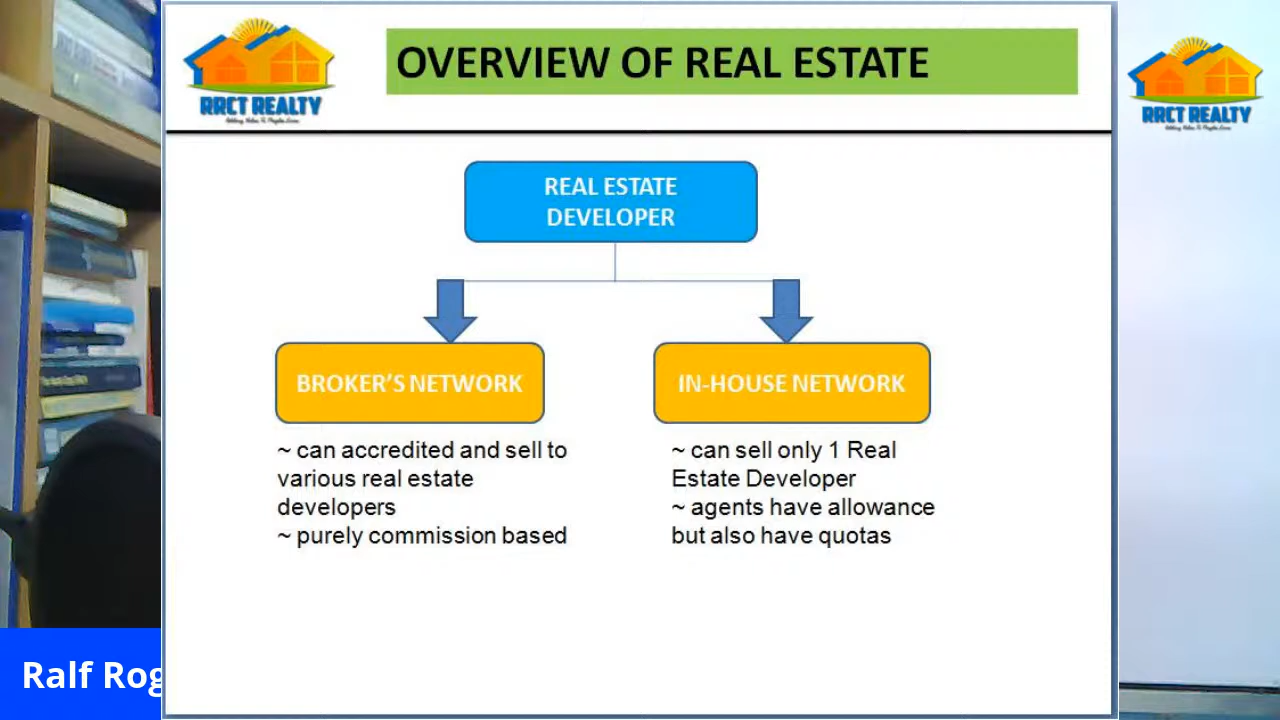 RRCT REALTY
OVERVIEW OF REAL ESTATE
RRCT REALTY
REAL ESTATE
DEVELOPER
BROKER'S NETWORK
IN-HOUSE NETWORK
~ can accredited and sell to
various real estate
developers
~ purely commission based
~ can sell only 1 Real
Estate Developer
~ agents have allowance
but also have quotas
Ralf Rog